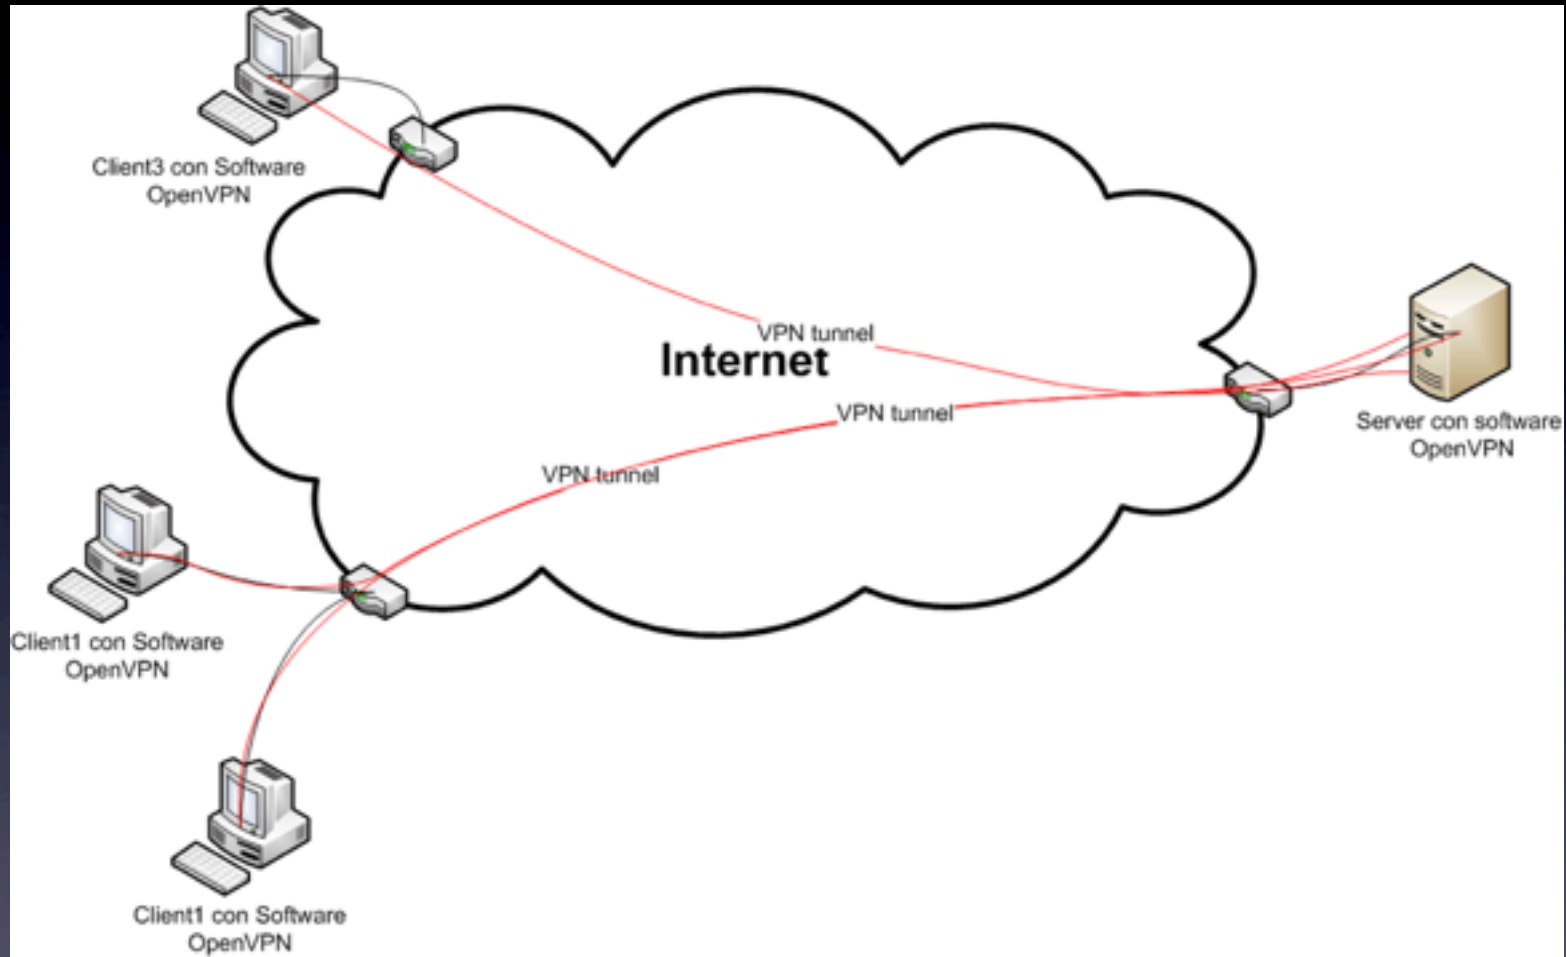 Client3 con Software
OpenVPN
VPN tunnel
Internet
VPN tunnel
Server con software
OpenVPN
VPN tunnel
Client1 con Software
OpenVPN
Client1 con Software
OpenVPN